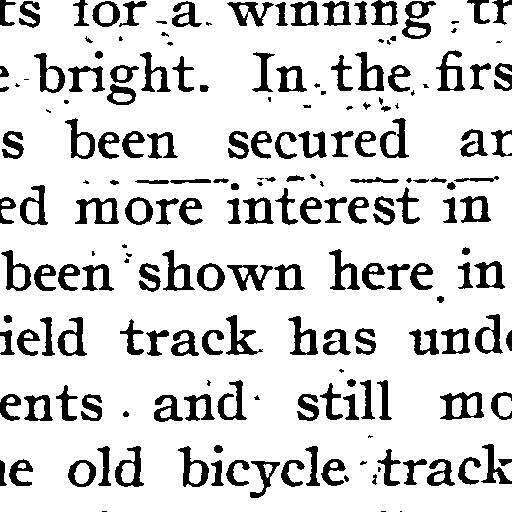 ts for a winning tr
e bright. In the firs
s been secured an
ed more interest in
been shown here in
ield track has unde
ents and still mo
ne old bicycle track